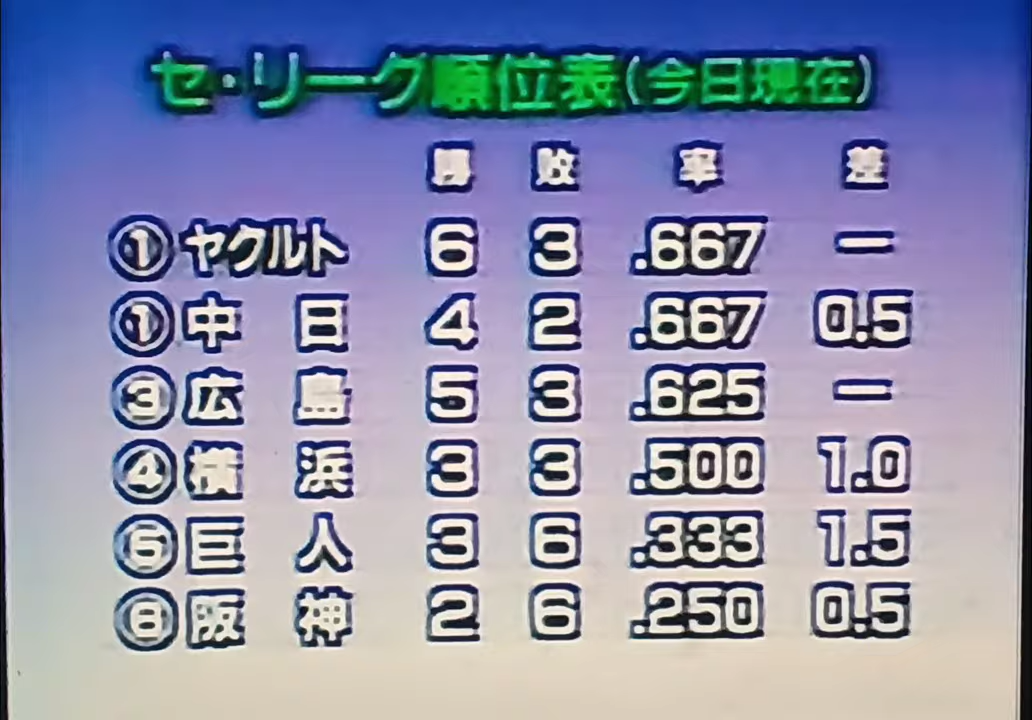 セ・リーグ順位表(今日現在)
勝 敗 率 差
①ヤクルト 6 3 .667 ー
①中日 4 2 .667 0.5
③広島 5 3 .625 ー
④横浜 3 3 .500 1.0
⑤巨人 3 6 .333 1.5
⑥阪神 2 6 .250 0.5